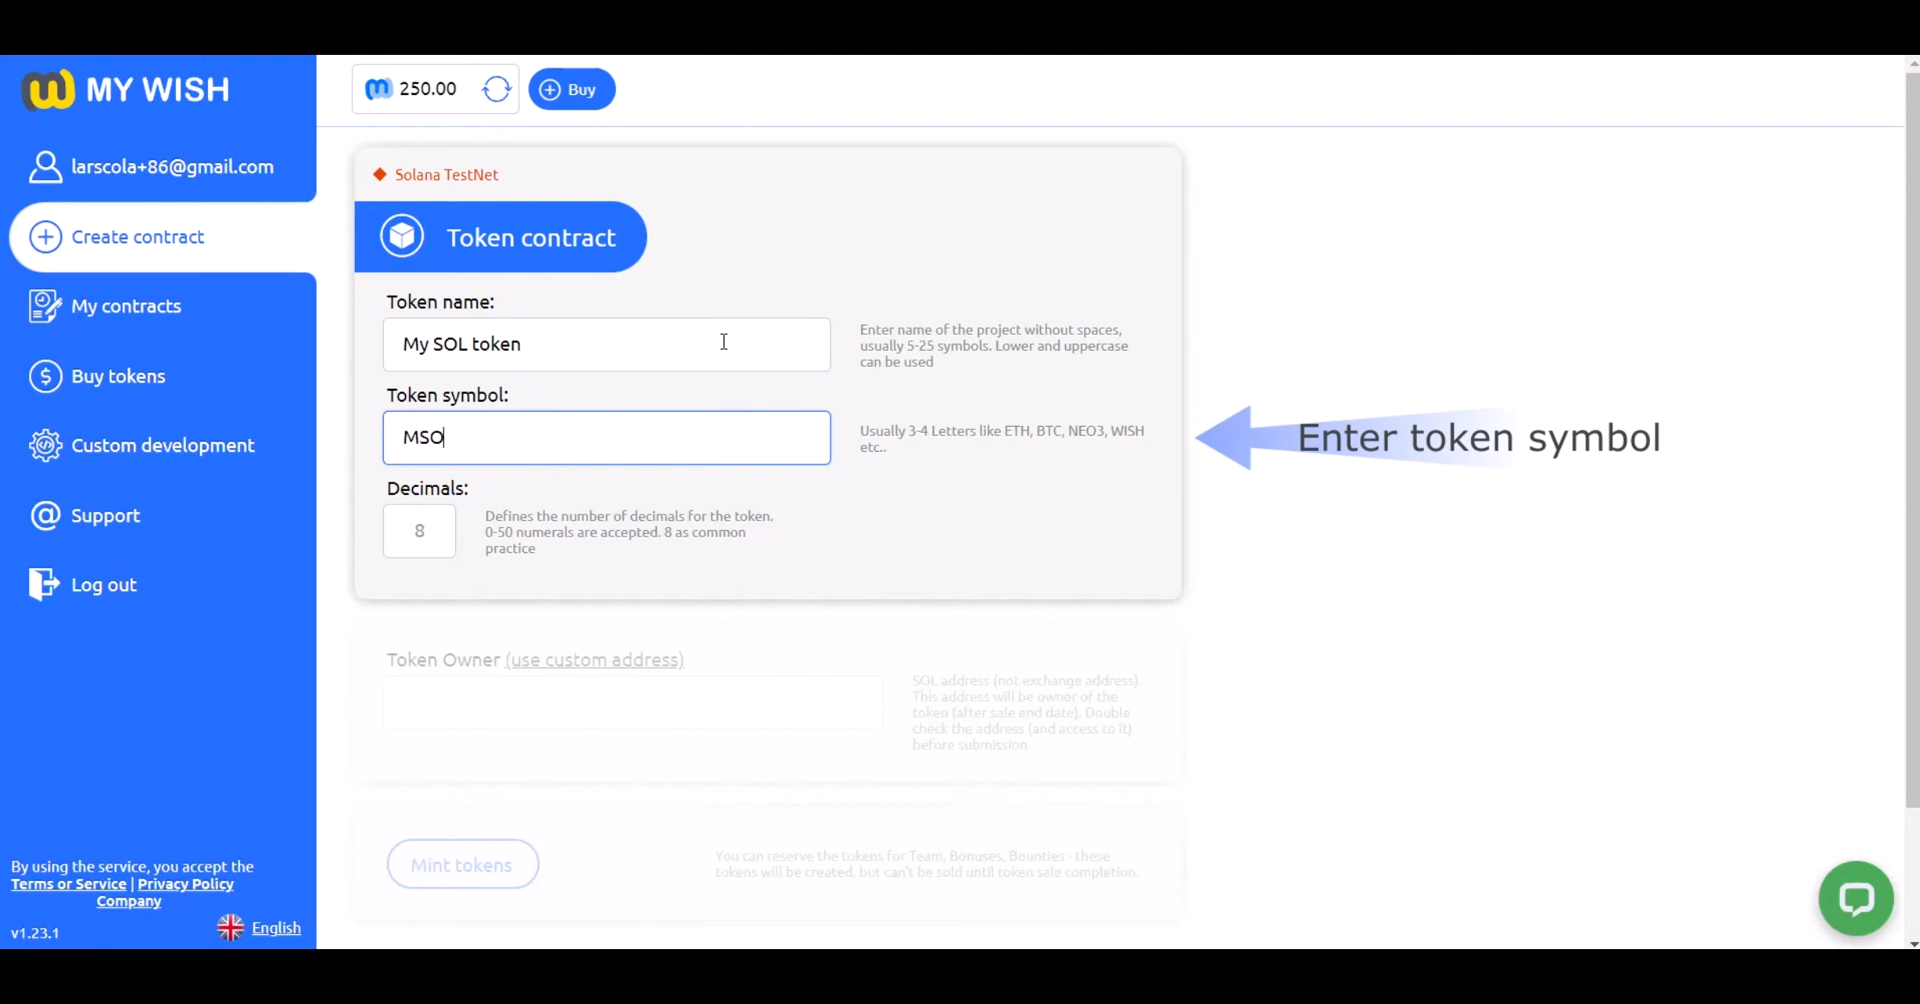 MY WISH
larscola+86@gmail.com
Create contract
My contracts
Buy tokens
Custom development
Support
Log out
By using the service, you accept the
Terms or Service | Privacy Policy
Company
v1.23.1
English
250.00
Buy
Solana TestNet
Token contract
Token name:
My SOL token
Enter name of the project without spaces,
usually 5-25 symbols. Lower and uppercase
can be used
Token symbol:
MSO
Usually 3-4 Letters like ETH, BTC, NEO3, WISH
etc..
Enter token symbol
Decimals:
8
Defines the number of decimals for the token.
0-50 numerals are accepted. 8 as common
practice
Token Owner (use custom address)
SOL address (not exchange address).
This address will be owner of the
token (after sale end date). Double
check the address (and access to it)
before submission
Mint tokens
You can reserve the tokens for Team, Bonuses, Bounties - these
tokens will be created, but can't be sold until token sale completion.